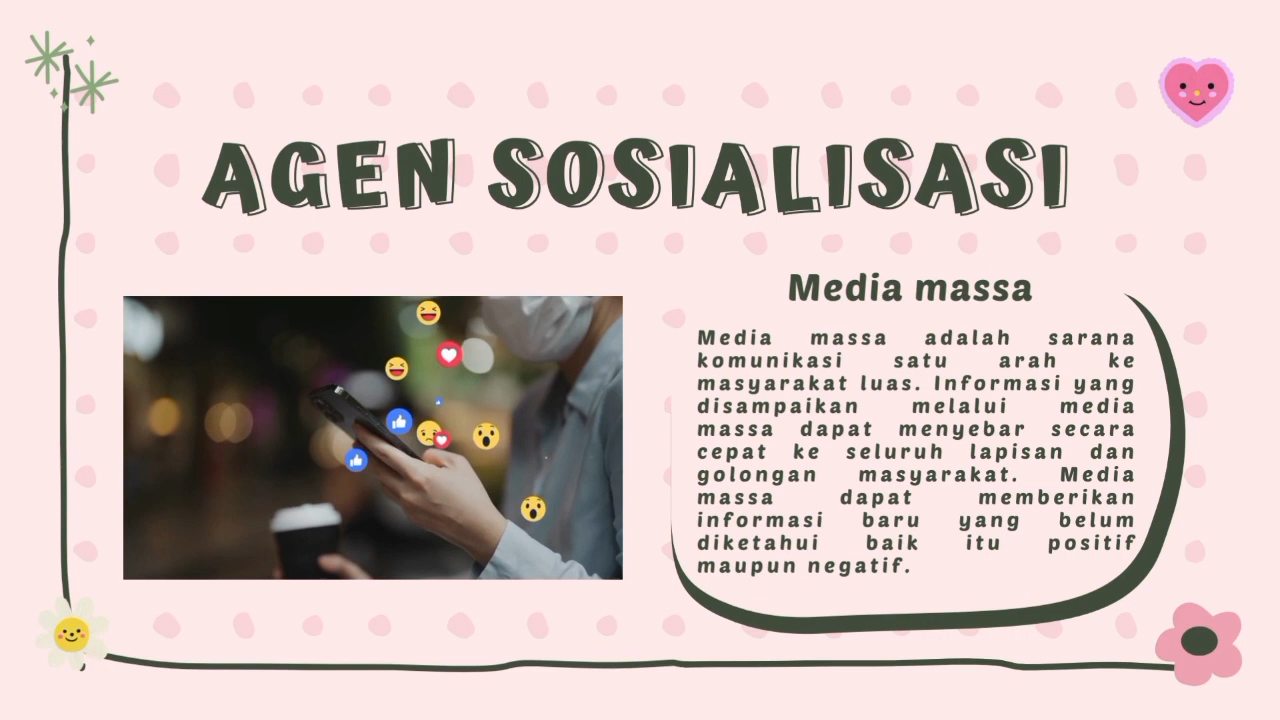 AGEN SOSIALISASI
Media massa
Media massa adalah sarana
komunikasi satu arah ke
masyarakat luas. Informasi yang
disampaikan melalui media
massa dapat menyebar secara
cepat ke seluruh lapisan dan
golongan masyarakat. Media
massa dapat memberikan
informasi baru yang belum
diketahui baik itu positif
maupun negatif.